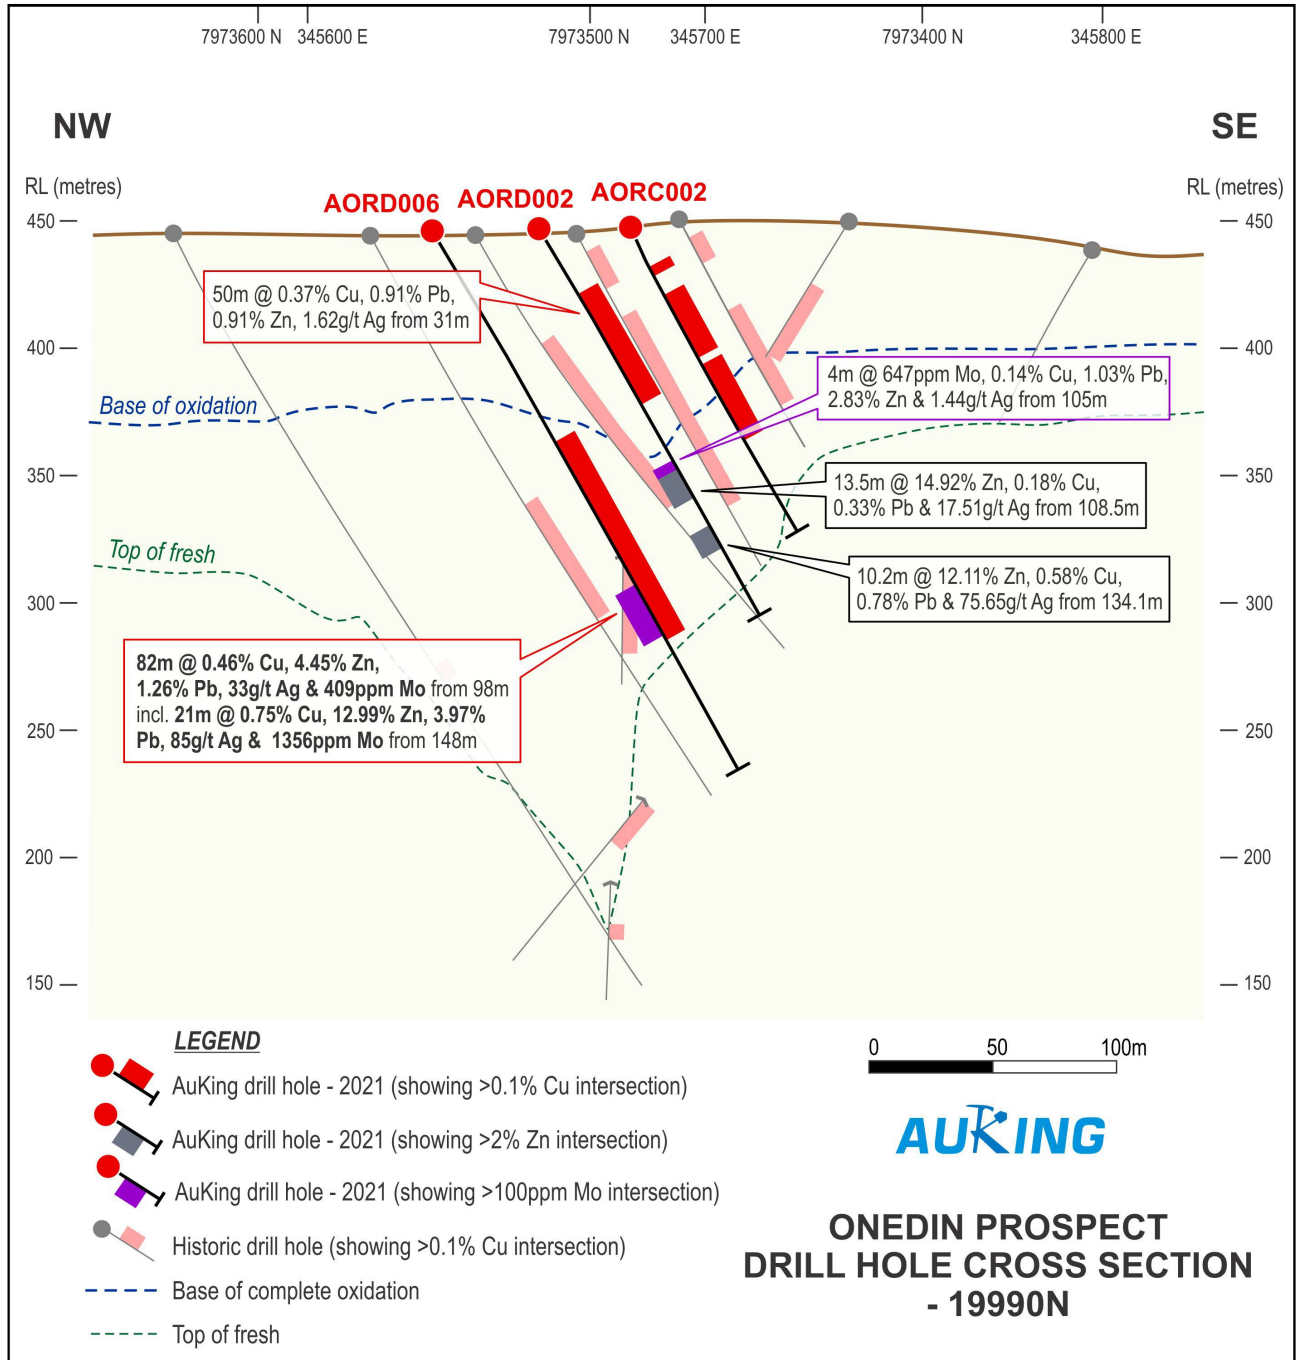 7973600 N 345600 E 7973500 N 345700 E 7973400 N 345800 E
NW
SE
RL (metres)
RL (metres)
AORD006
AORD002
AORC002
450
450
50m @ 0.37% Cu, 0.91% Pb,
0.91% Zn, 1.62g/t Ag from 31m
400
400
4m @ 647ppm Mo, 0.14% Cu, 1.03% Pb,
2.83% Zn & 1.44g/t Ag from 105m
Base of oxidation
350
350
13.5m @ 14.92% Zn, 0.18% Cu,
0.33% Pb & 17.51g/t Ag from 108.5m
Top of fresh
10.2m @ 12.11% Zn, 0.58% Cu,
0.78% Pb & 75.65g/t Ag from 134.1m
300
300
82m @ 0.46% Cu, 4.45% Zn,
1.26% Pb, 33g/t Ag & 409ppm Mo from 98m
incl. 21m @ 0.75% Cu, 12.99% Zn, 3.97%
Pb, 85g/t Ag & 1356ppm Mo from 148m
250
250
200
200
150
150
LEGEND
AuKing drill hole - 2021 (showing >0.1% Cu intersection)
AuKing drill hole - 2021 (showing >2% Zn intersection)
AuKing drill hole - 2021 (showing >100ppm Mo intersection)
Historic drill hole (showing >0.1% Cu intersection)
Base of complete oxidation
Top of fresh
0 50 100m
AUKING
ONEDIN PROSPECT
DRILL HOLE CROSS SECTION
- 19990N